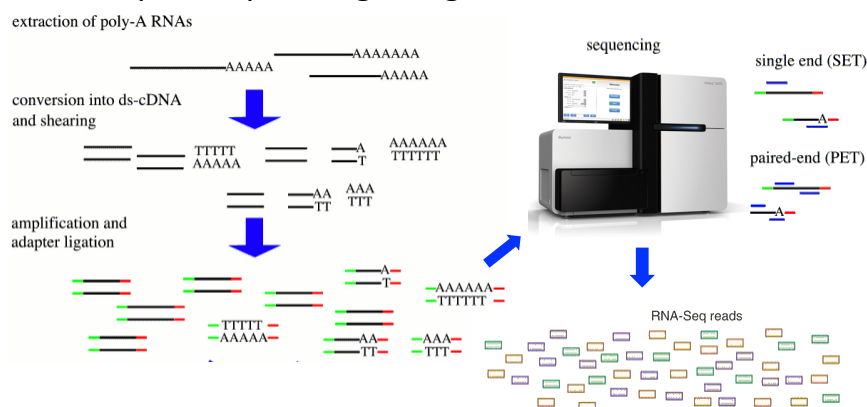 extraction of poly-A RNAs
AAAAAAA
AAAAA
AAAAA
conversion into ds-cDNA
and shearing
TTTTT
AAAAA
A
T
AAAAAA
TTTTTT
AA
TT
AAA
TTT
amplification and
adapter ligation
A
T
AAAAAA
TTTTTT
TTTTT
AAAAA
AA
TT
AAA
TTT
sequencing
single end (SET)
A
paired-end (PET)
A
RNA-Seq reads